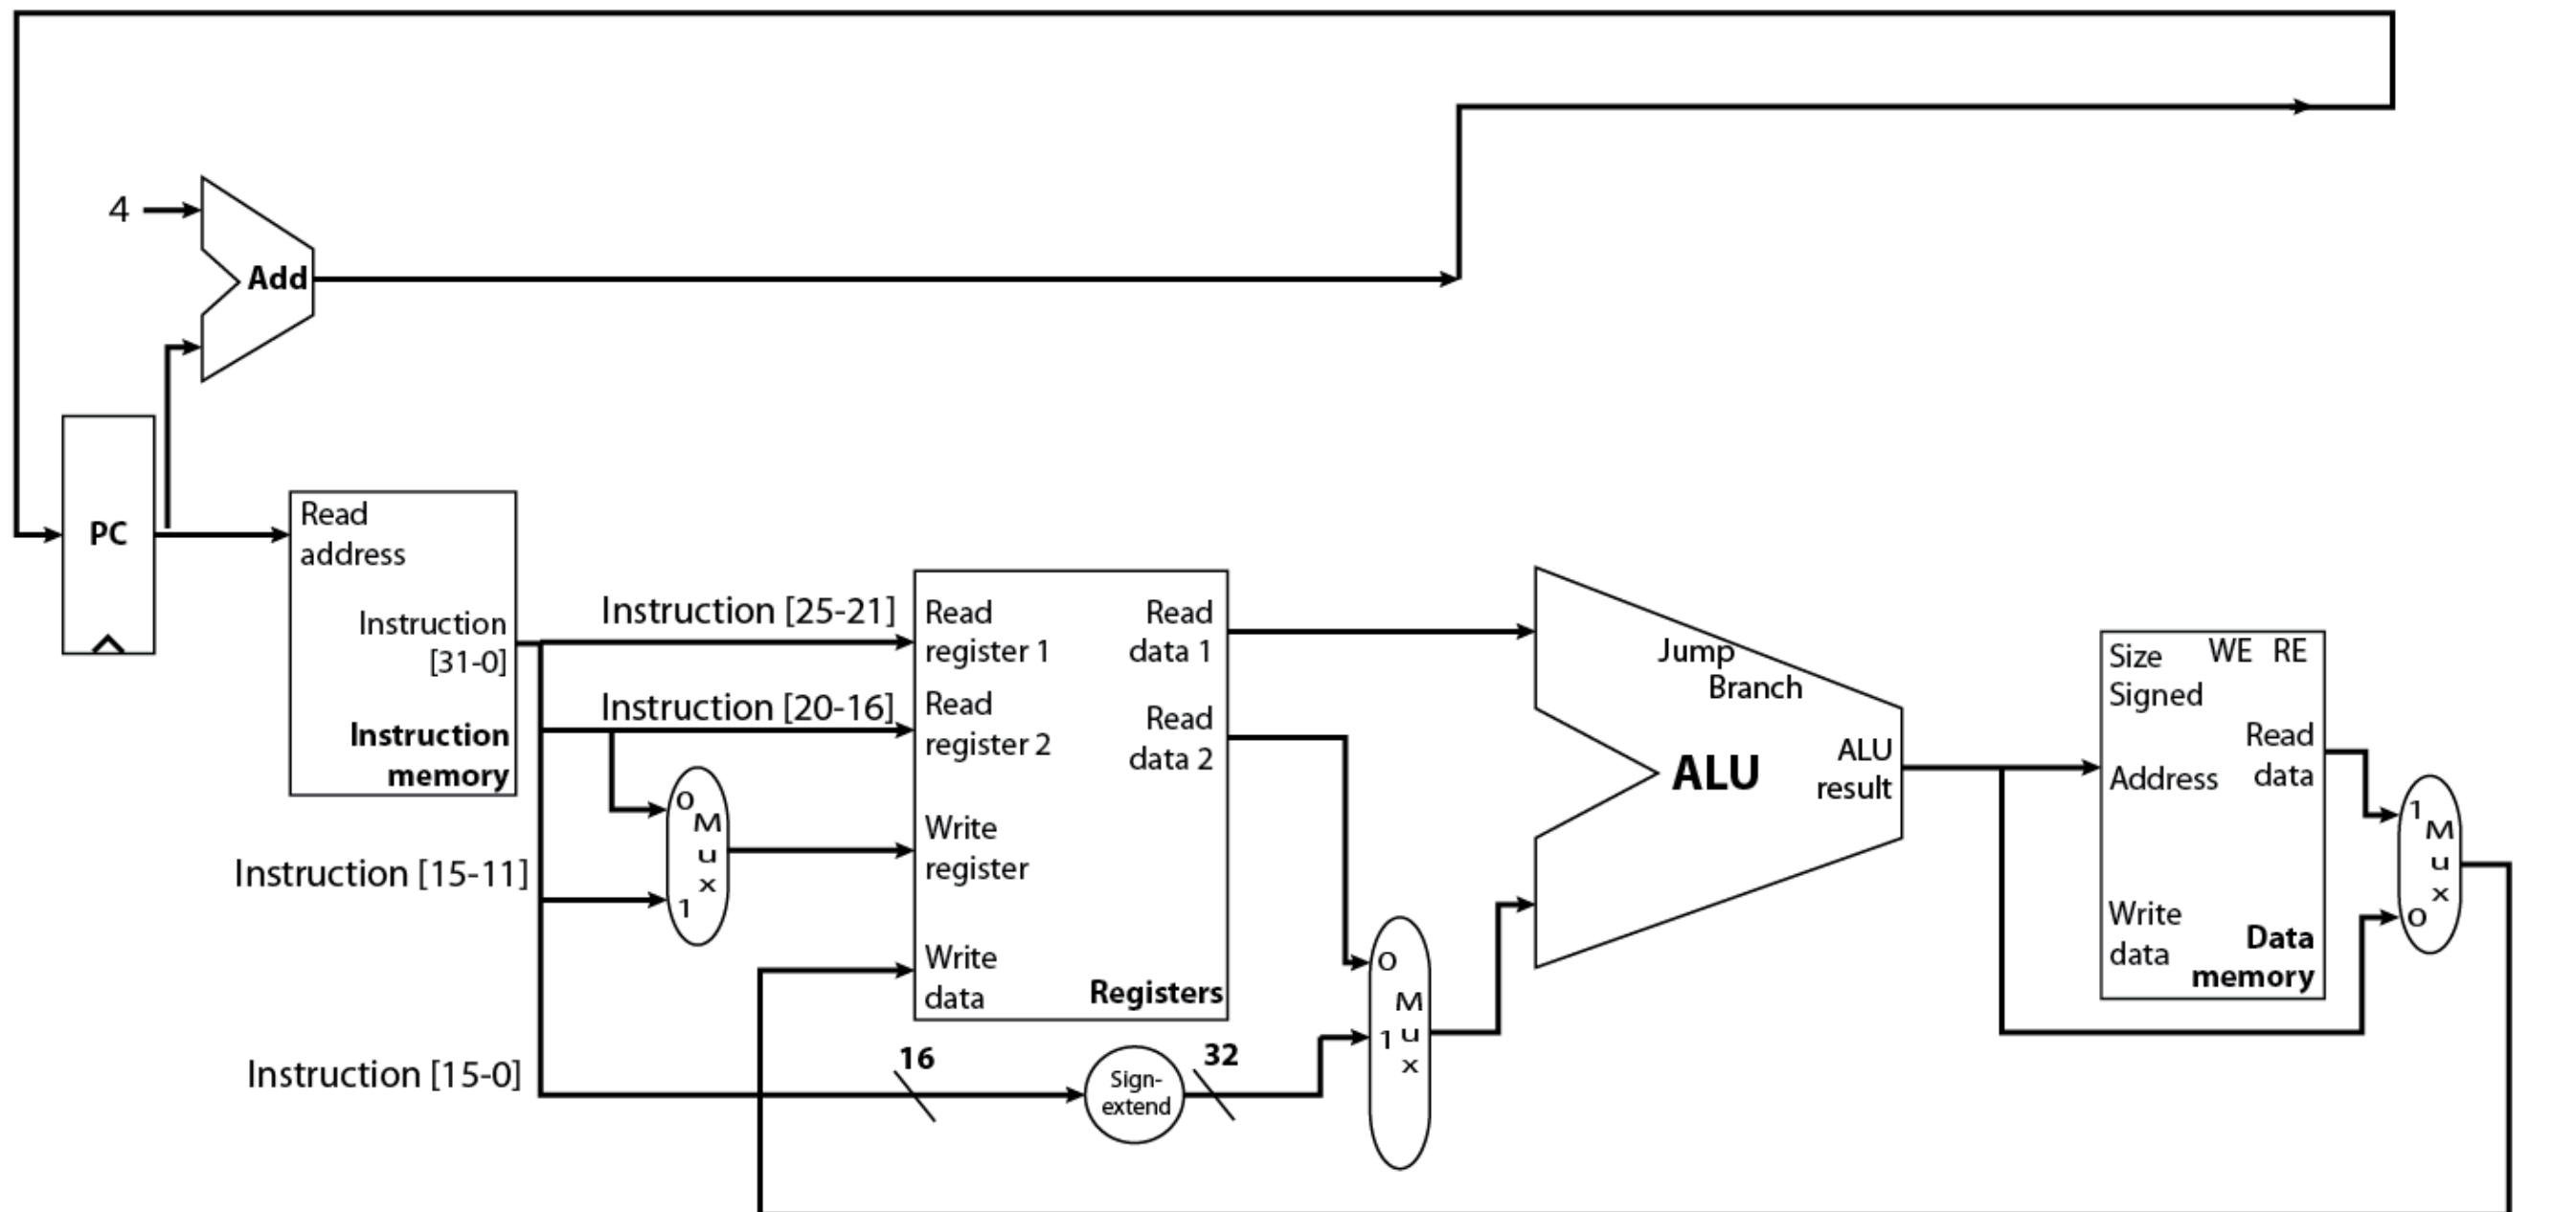 4
Add
PC
Read
address
Instruction
[31-0]
Instruction
memory
Instruction [25-21]
Instruction [20-16]
Instruction [15-11]
Instruction [15-0]
0
M
u
x
1
Read
register 1
Read
register 2
Write
register
Write
data
Read
data 1
Read
data 2
Registers
16
Sign-
extend
32
0
M
1 u
x
Jump
Branch
ALU
ALU
result
Size WE RE
Signed
Read
data
Address
Write
data
Data
memory
1
M
u
x
0